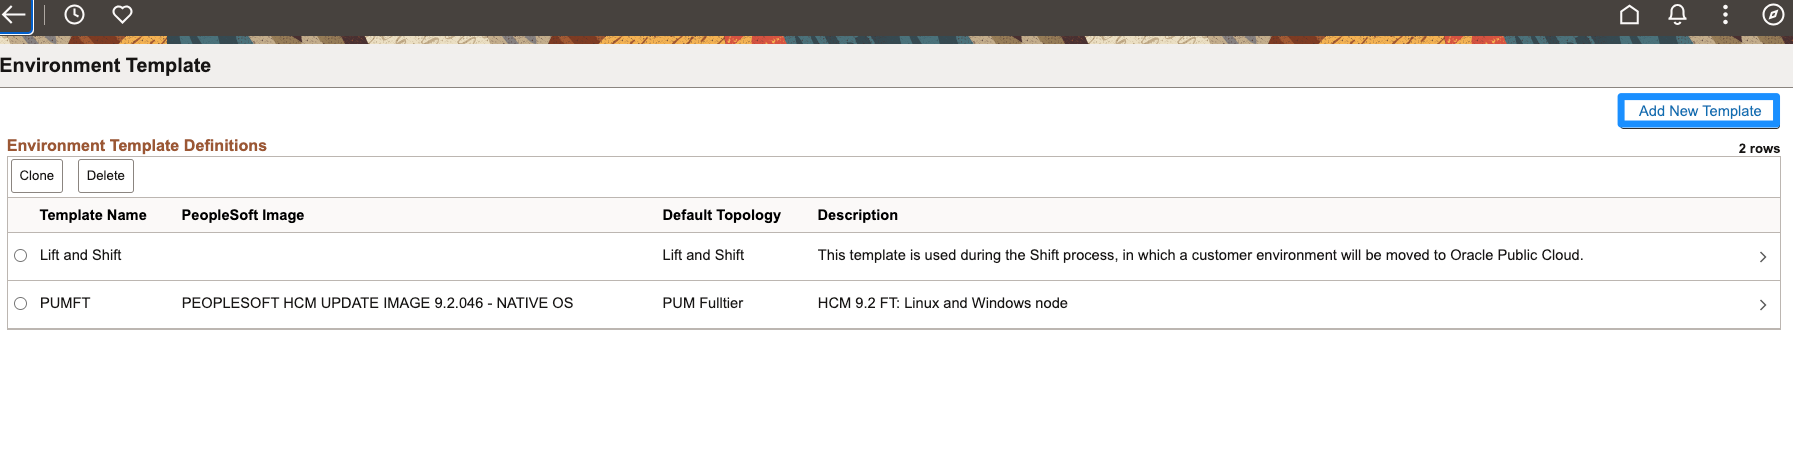 Environment Template
Add New Template
Environment Template Definitions
2 rows
Clone Delete
Template Name PeopleSoft Image Default Topology Description
Lift and Shift Lift and Shift This template is used during the Shift process, in which a customer environment will be moved to Oracle Public Cloud.
PUMFT PEOPLESOFT HCM UPDATE IMAGE 9.2.046 - NATIVE OS PUM Fulltier HCM 9.2 FT: Linux and Windows node